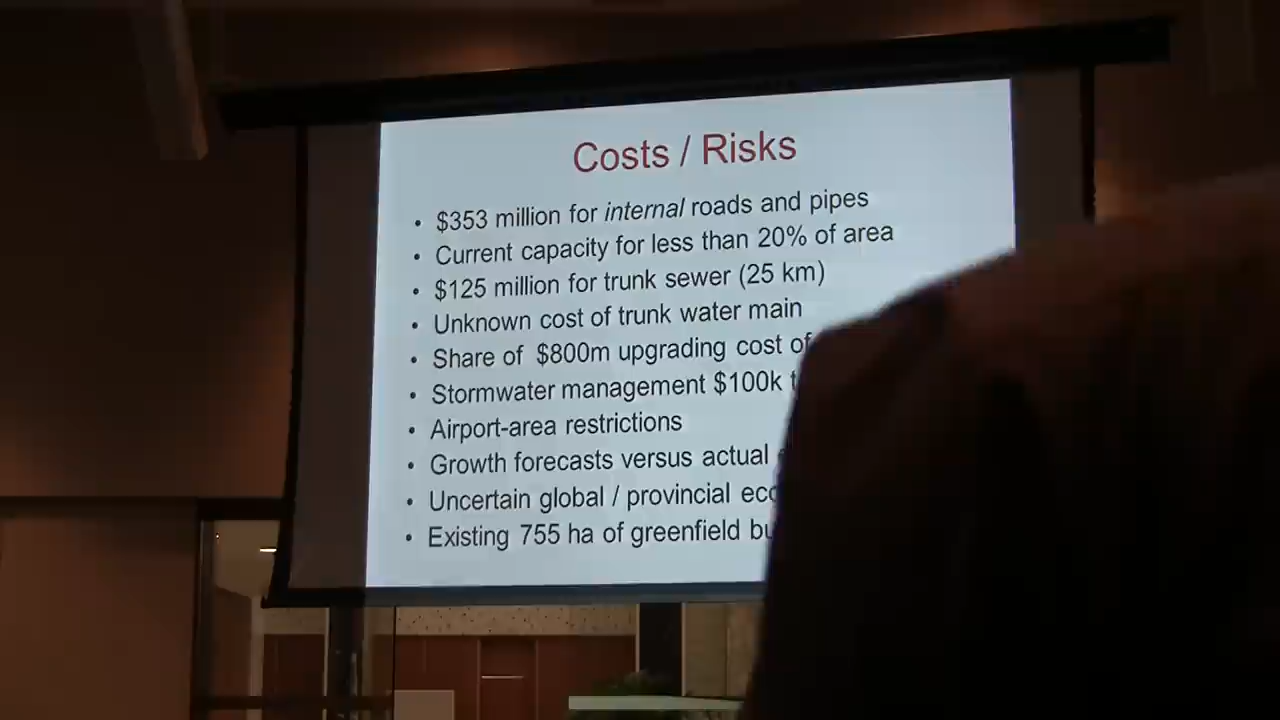 Costs / Risks
• $353 million for internal roads and pipes
• Current capacity for less than 20% of area
• $125 million for trunk sewer (25 km)
• Unknown cost of trunk water main
• Share of $800m upgrading cost of
• Stormwater management $100k
• Airport-area restrictions
• Growth forecasts versus actual
• Uncertain global / provincial
• Existing 755 ha of greenfield